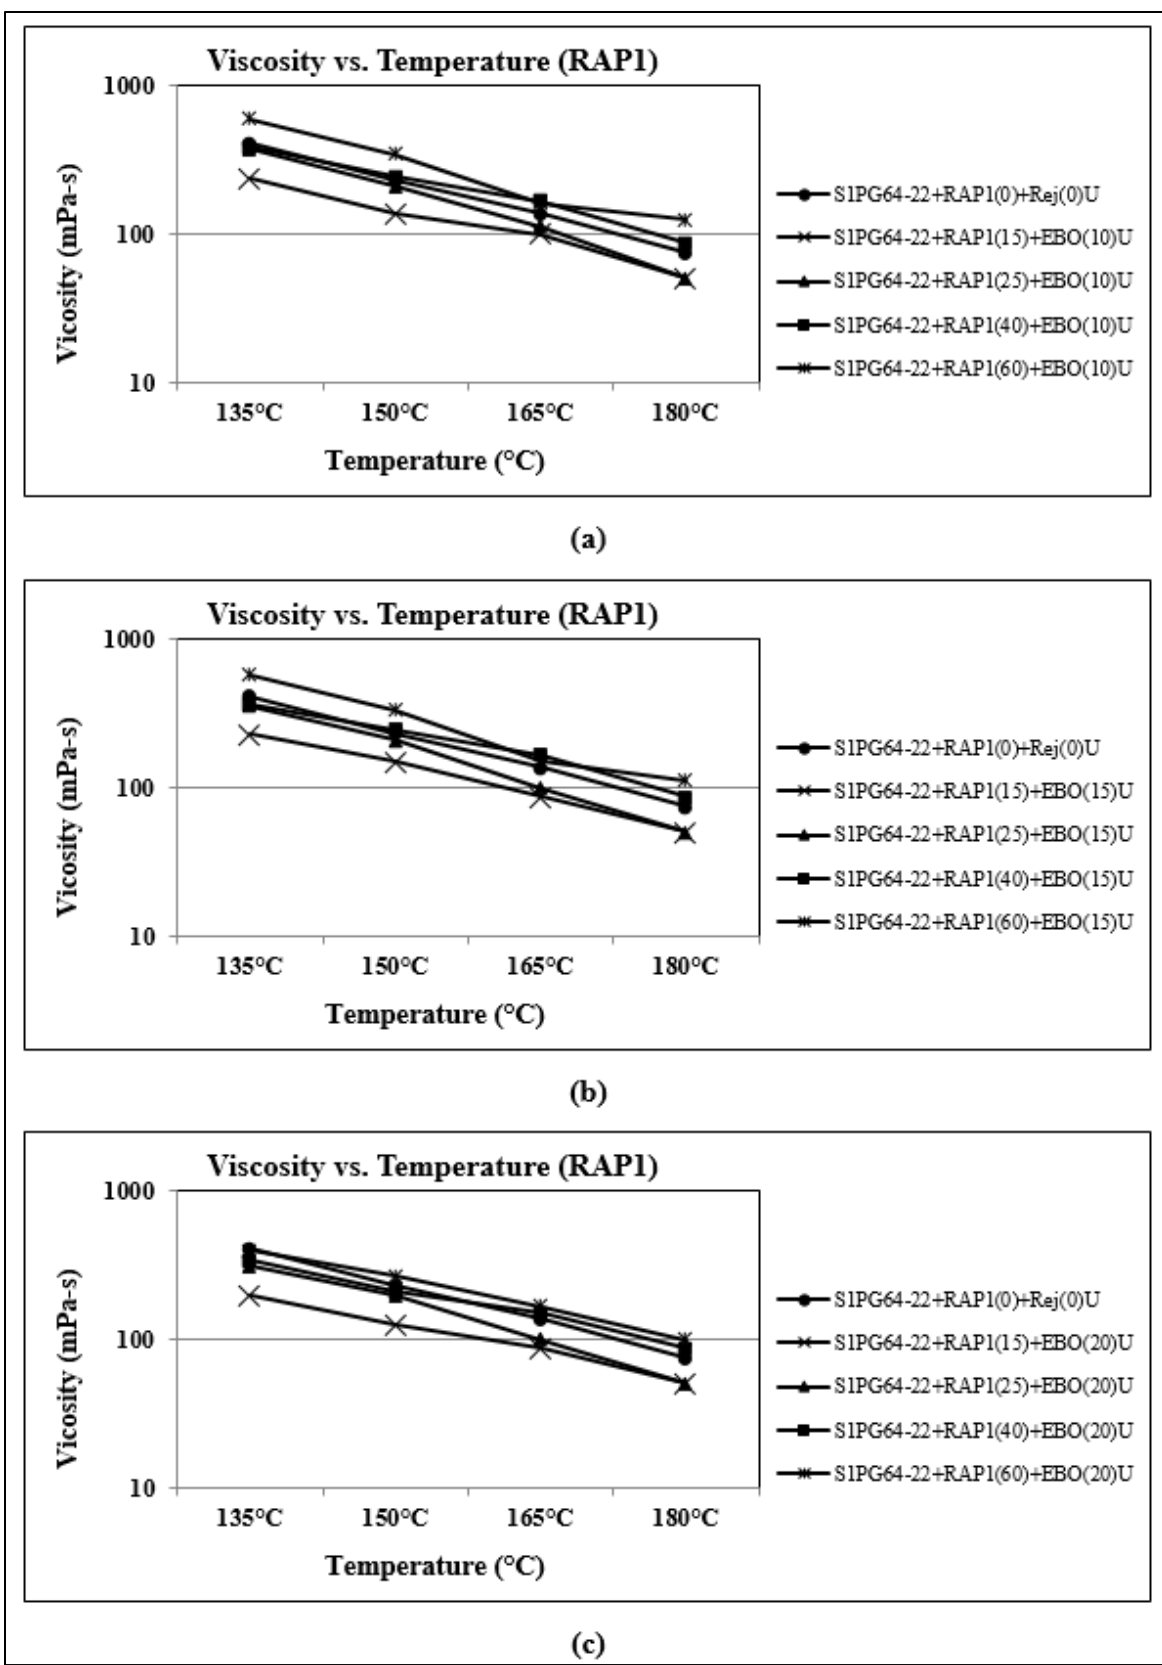 Viscosity vs. Temperature (RAP1)
Vicosity (mPa-s)
1000
100
10
135°C 150°C 165°C 180°C
Temperature (°C)
S1PG64-22+RAP1(0)+Rej(0)U
S1PG64-22+RAP1(15)+EBO(10)U
S1PG64-22+RAP1(25)+EBO(10)U
S1PG64-22+RAP1(40)+EBO(10)U
S1PG64-22+RAP1(60)+EBO(10)U
(a)
Viscosity vs. Temperature (RAP1)
Vicosity (mPa-s)
1000
100
10
135°C 150°C 165°C 180°C
Temperature (°C)
S1PG64-22+RAP1(0)+Rej(0)U
S1PG64-22+RAP1(15)+EBO(15)U
S1PG64-22+RAP1(25)+EBO(15)U
S1PG64-22+RAP1(40)+EBO(15)U
S1PG64-22+RAP1(60)+EBO(15)U
(b)
Viscosity vs. Temperature (RAP1)
Vicosity (mPa-s)
1000
100
10
135°C 150°C 165°C 180°C
Temperature (°C)
S1PG64-22+RAP1(0)+Rej(0)U
S1PG64-22+RAP1(15)+EBO(20)U
S1PG64-22+RAP1(25)+EBO(20)U
S1PG64-22+RAP1(40)+EBO(20)U
S1PG64-22+RAP1(60)+EBO(20)U
(c)